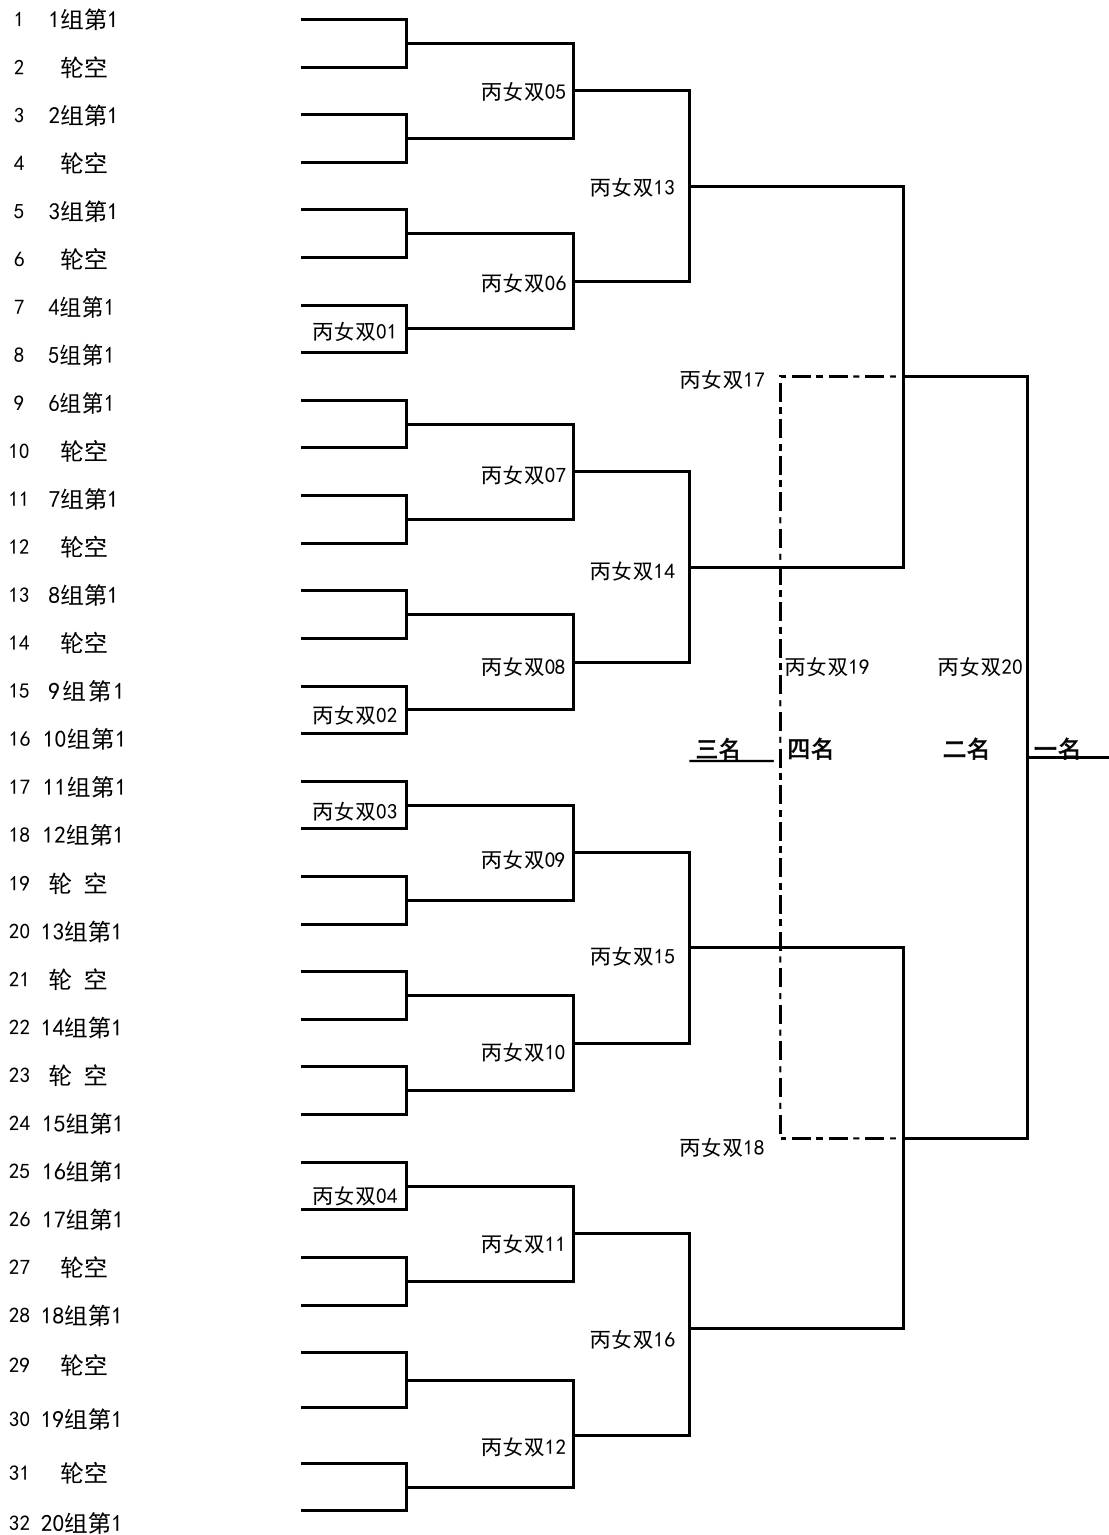 1 1组第1
2 轮空
丙女双05
3 2组第1
4 轮空
丙女双13
5 3组第1
6 轮空
丙女双06
7 4组第1
丙女双01
8 5组第1
丙女双17
9 6组第1
10 轮空
丙女双07
11 7组第1
12 轮空
丙女双14
13 8组第1
14 轮空
丙女双08 丙女双19 丙女双20
15 9组第1
丙女双02
16 10组第1
三名 四名 二名 一名
17 11组第1
丙女双03
18 12组第1
丙女双09
19 轮 空
20 13组第1
丙女双15
21 轮 空
22 14组第1
丙女双10
23 轮 空
24 15组第1
丙女双18
25 16组第1
丙女双04
26 17组第1
丙女双11
27 轮空
28 18组第1
丙女双16
29 轮空
30 19组第1
丙女双12
31 轮空
32 20组第1